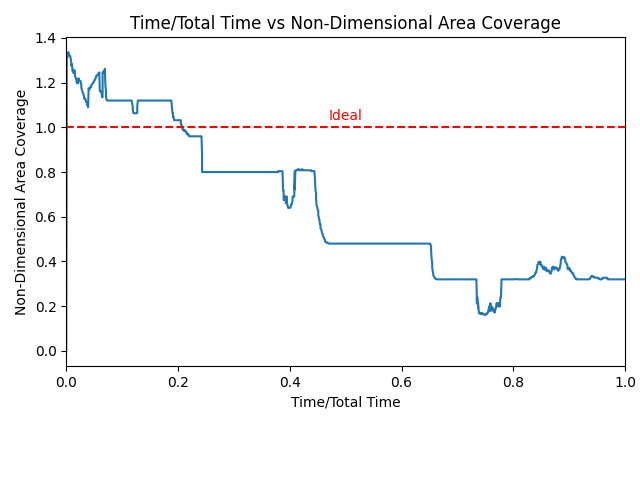 Time/Total Time vs Non-Dimensional Area Coverage
Non-Dimensional Area Coverage
1.4
1.2
1.0
0.8
0.6
0.4
0.2
0.0
Ideal
0.0 0.2 0.4 0.6 0.8 1.0
Time/Total Time